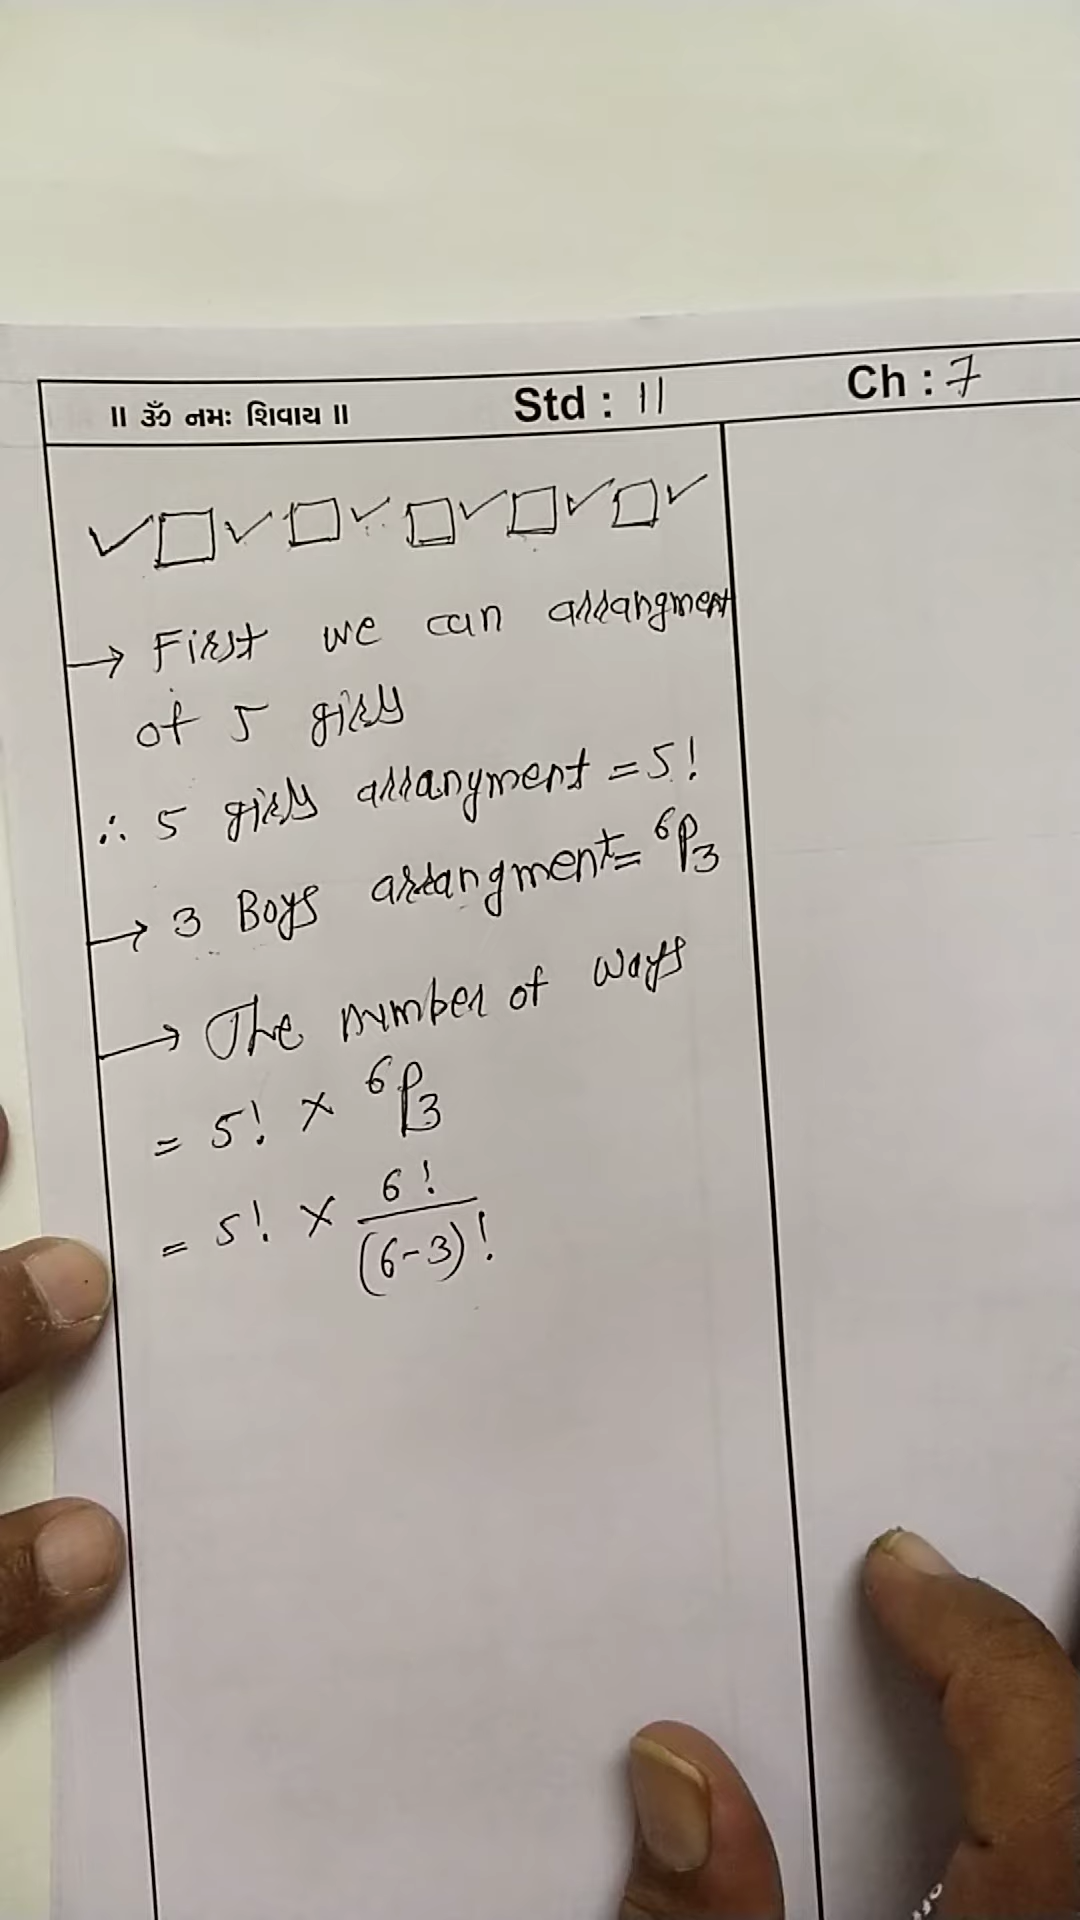 ॥ ૐ નમઃ શિવાય ॥ Std : 11 Ch : 7
→ First we can arrangment
of 5 girls
∴ 5 girls arrangment = 5!
→ 3 Boys arrangment = ⁶P₃
→ The number of ways
= 5! × ⁶P₃
= 5! × 6! / (6-3)!